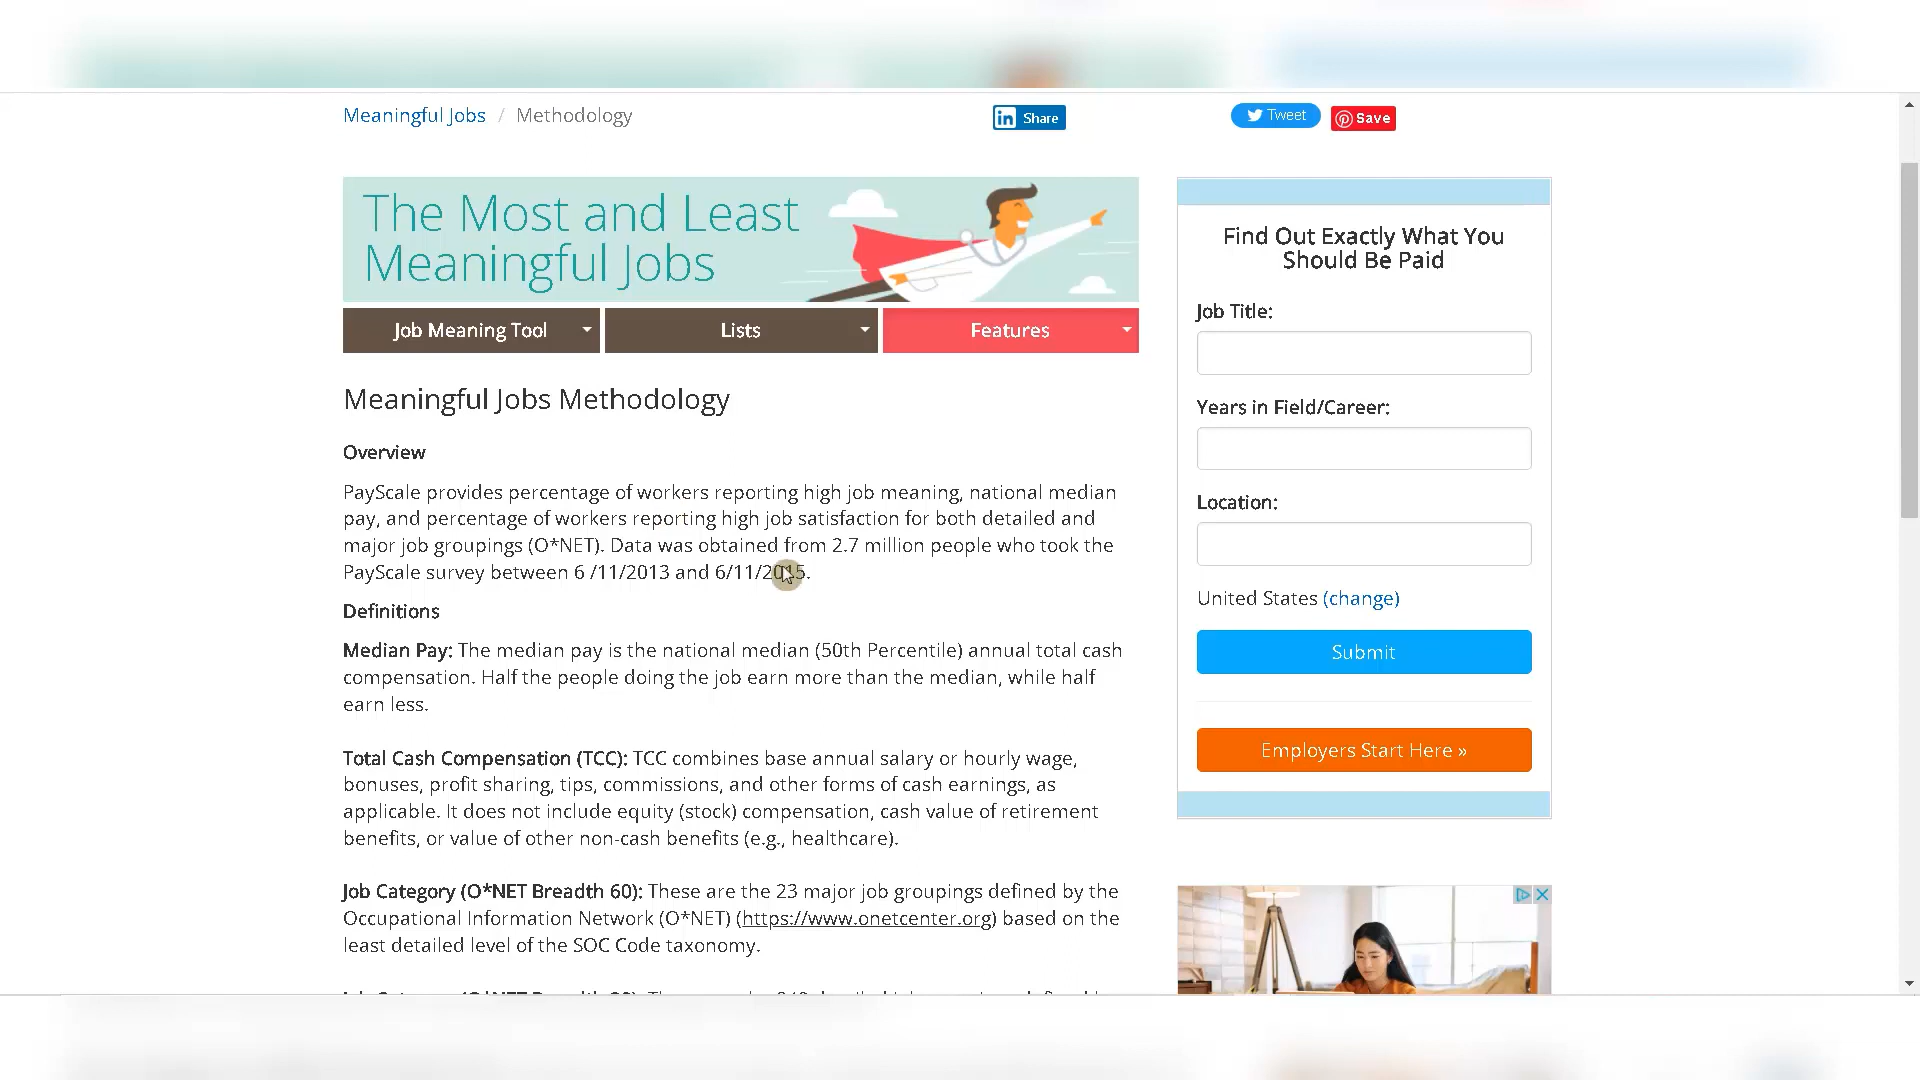 Meaningful Jobs / Methodology
Share
Tweet
Save
The Most and Least
Meaningful Jobs
Job Meaning Tool
Lists
Features
Meaningful Jobs Methodology
Overview
PayScale provides percentage of workers reporting high job meaning, national median
pay, and percentage of workers reporting high job satisfaction for both detailed and
major job groupings (O*NET). Data was obtained from 2.7 million people who took the
PayScale survey between 6 /11/2013 and 6/11/2015.
Definitions
Median Pay: The median pay is the national median (50th Percentile) annual total cash
compensation. Half the people doing the job earn more than the median, while half
earn less.
Total Cash Compensation (TCC): TCC combines base annual salary or hourly wage,
bonuses, profit sharing, tips, commissions, and other forms of cash earnings, as
applicable. It does not include equity (stock) compensation, cash value of retirement
benefits, or value of other non-cash benefits (e.g., healthcare).
Job Category (O*NET Breadth 60): These are the 23 major job groupings defined by the
Occupational Information Network (O*NET) (https://www.onetcenter.org) based on the
least detailed level of the SOC Code taxonomy.
Find Out Exactly What You
Should Be Paid
Job Title:
Years in Field/Career:
Location:
United States (change)
Submit
Employers Start Here »